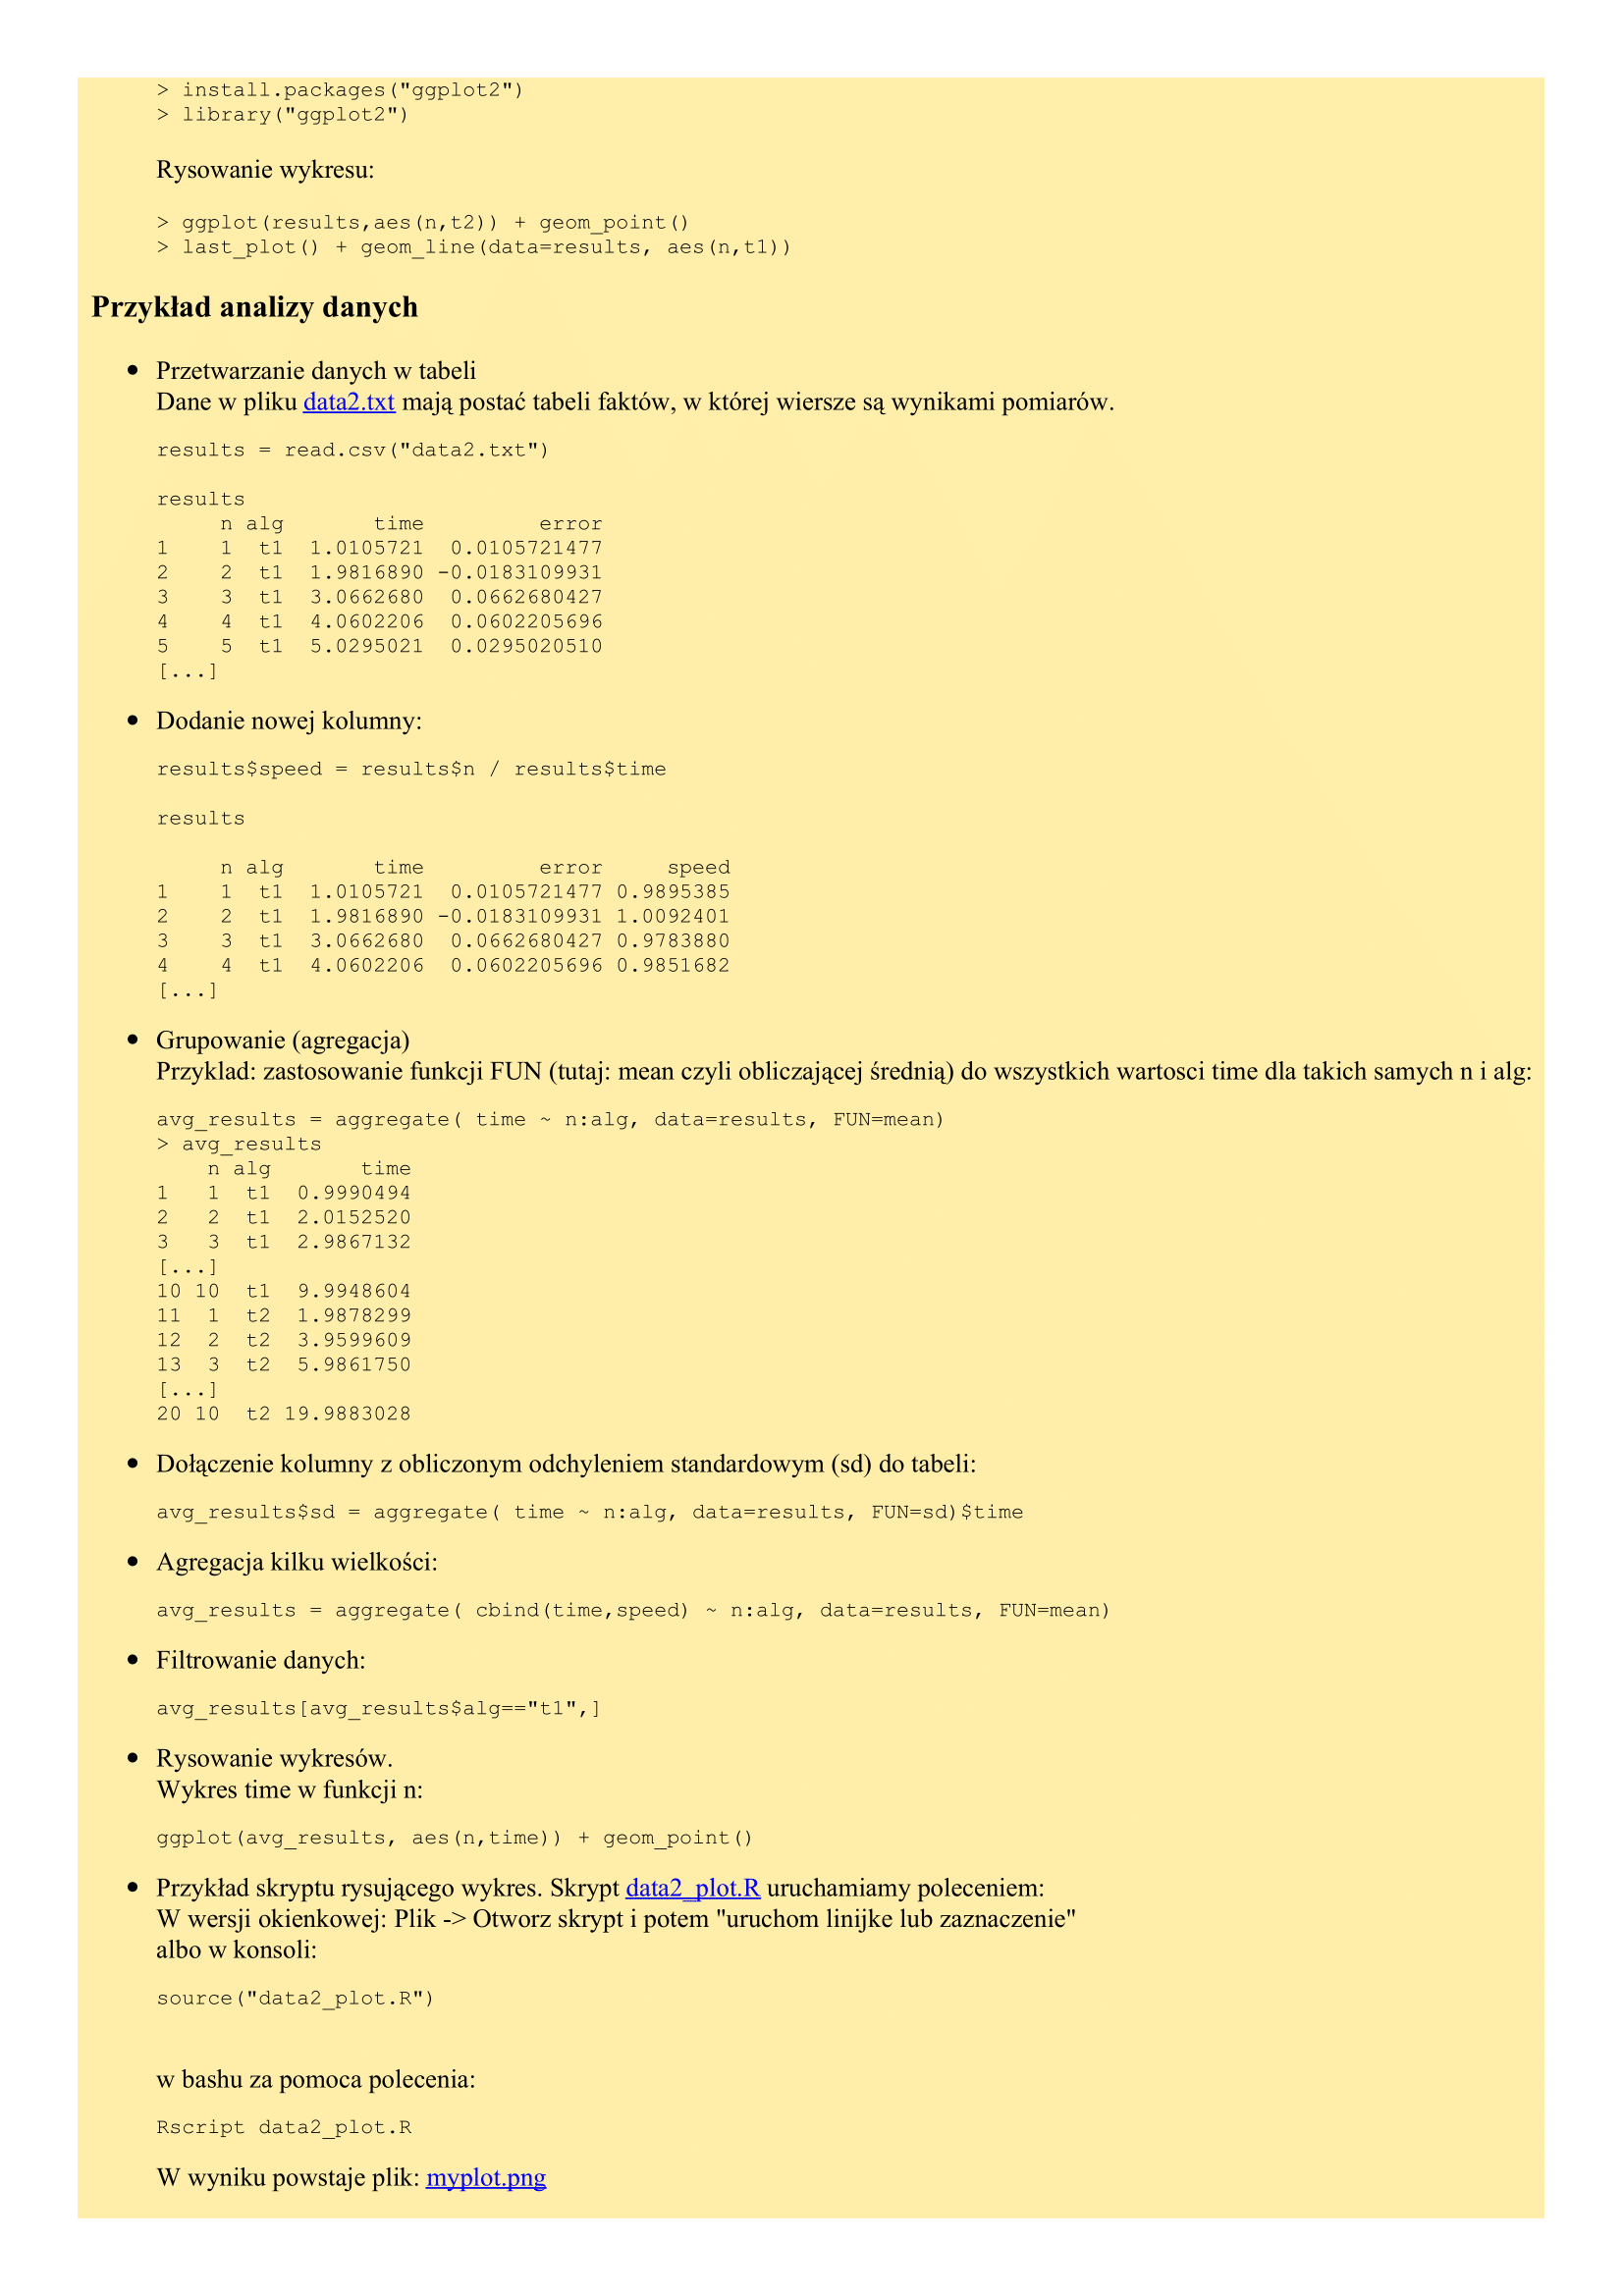 > install.packages("ggplot2")
> library("ggplot2")
Rysowanie wykresu:
> ggplot(results,aes(n,t2)) + geom_point()
> last_plot() + geom_line(data=results, aes(n,t1))
Przykład analizy danych
• Przetwarzanie danych w tabeli
Dane w pliku data2.txt mają postać tabeli faktów, w której wiersze są wynikami pomiarów.
results = read.csv("data2.txt")
results
     n alg       time         error
1    1  t1  1.0105721  0.0105721477
2    2  t1  1.9816890 -0.0183109931
3    3  t1  3.0662680  0.0662680427
4    4  t1  4.0602206  0.0602205696
5    5  t1  5.0295021  0.0295020510
[...]
• Dodanie nowej kolumny:
results$speed = results$n / results$time
results
     n alg       time         error     speed
1    1  t1  1.0105721  0.0105721477 0.9895385
2    2  t1  1.9816890 -0.0183109931 1.0092401
3    3  t1  3.0662680  0.0662680427 0.9783880
4    4  t1  4.0602206  0.0602205696 0.9851682
[...]
• Grupowanie (agregacja)
Przyklad: zastosowanie funkcji FUN (tutaj: mean czyli obliczającej średnią) do wszystkich wartosci time dla takich samych n i alg:
avg_results = aggregate( time ~ n:alg, data=results, FUN=mean)
> avg_results
    n alg       time
1   1  t1  0.9990494
2   2  t1  2.0152520
3   3  t1  2.9867132
[...]
10 10  t1  9.9948604
11  1  t2  1.9878299
12  2  t2  3.9599609
13  3  t2  5.9861750
[...]
20 10  t2 19.9883028
• Dołączenie kolumny z obliczonym odchyleniem standardowym (sd) do tabeli:
avg_results$sd = aggregate( time ~ n:alg, data=results, FUN=sd)$time
• Agregacja kilku wielkości:
avg_results = aggregate( cbind(time,speed) ~ n:alg, data=results, FUN=mean)
• Filtrowanie danych:
avg_results[avg_results$alg=="t1",]
• Rysowanie wykresów.
Wykres time w funkcji n:
ggplot(avg_results, aes(n,time)) + geom_point()
• Przykład skryptu rysującego wykres. Skrypt data2_plot.R uruchamiamy poleceniem:
W wersji okienkowej: Plik -> Otworz skrypt i potem "uruchom linijke lub zaznaczenie"
albo w konsoli:
source("data2_plot.R")
w bashu za pomoca polecenia:
Rscript data2_plot.R
W wyniku powstaje plik: myplot.png